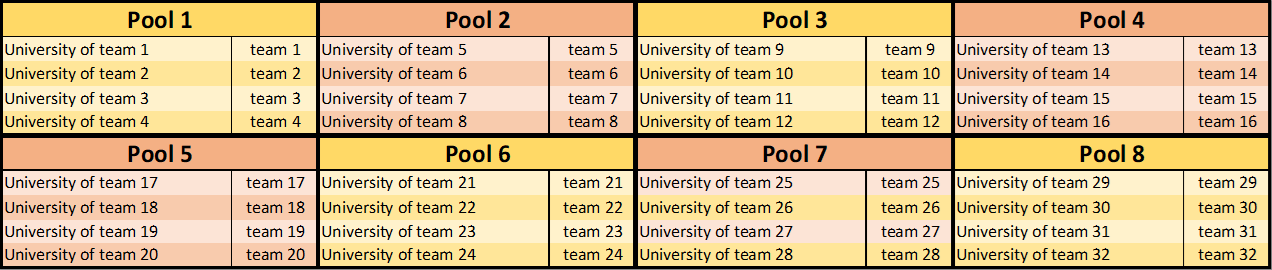 Pool 1 Pool 2 Pool 3 Pool 4
University of team 1 team 1 University of team 5 team 5 University of team 9 team 9 University of team 13 team 13
University of team 2 team 2 University of team 6 team 6 University of team 10 team 10 University of team 14 team 14
University of team 3 team 3 University of team 7 team 7 University of team 11 team 11 University of team 15 team 15
University of team 4 team 4 University of team 8 team 8 University of team 12 team 12 University of team 16 team 16
Pool 5 Pool 6 Pool 7 Pool 8
University of team 17 team 17 University of team 21 team 21 University of team 25 team 25 University of team 29 team 29
University of team 18 team 18 University of team 22 team 22 University of team 26 team 26 University of team 30 team 30
University of team 19 team 19 University of team 23 team 23 University of team 27 team 27 University of team 31 team 31
University of team 20 team 20 University of team 24 team 24 University of team 28 team 28 University of team 32 team 32